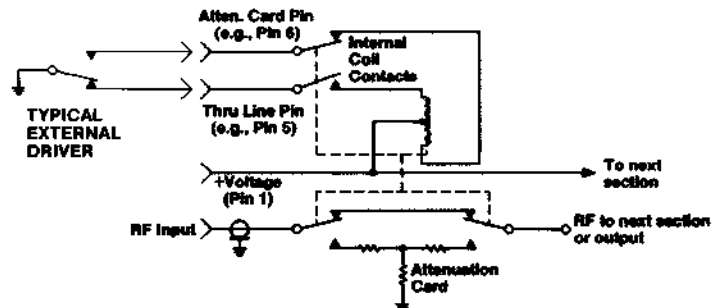 Atten. Card Pin
(e.g., Pin 6)
Internal
Coil
Contacts
TYPICAL
EXTERNAL
DRIVER
Thru Line Pin
(e.g., Pin 5)
+Voltage
(Pin 1)
To next
section
RF Input
RF to next section
or output
Attenuation
Card